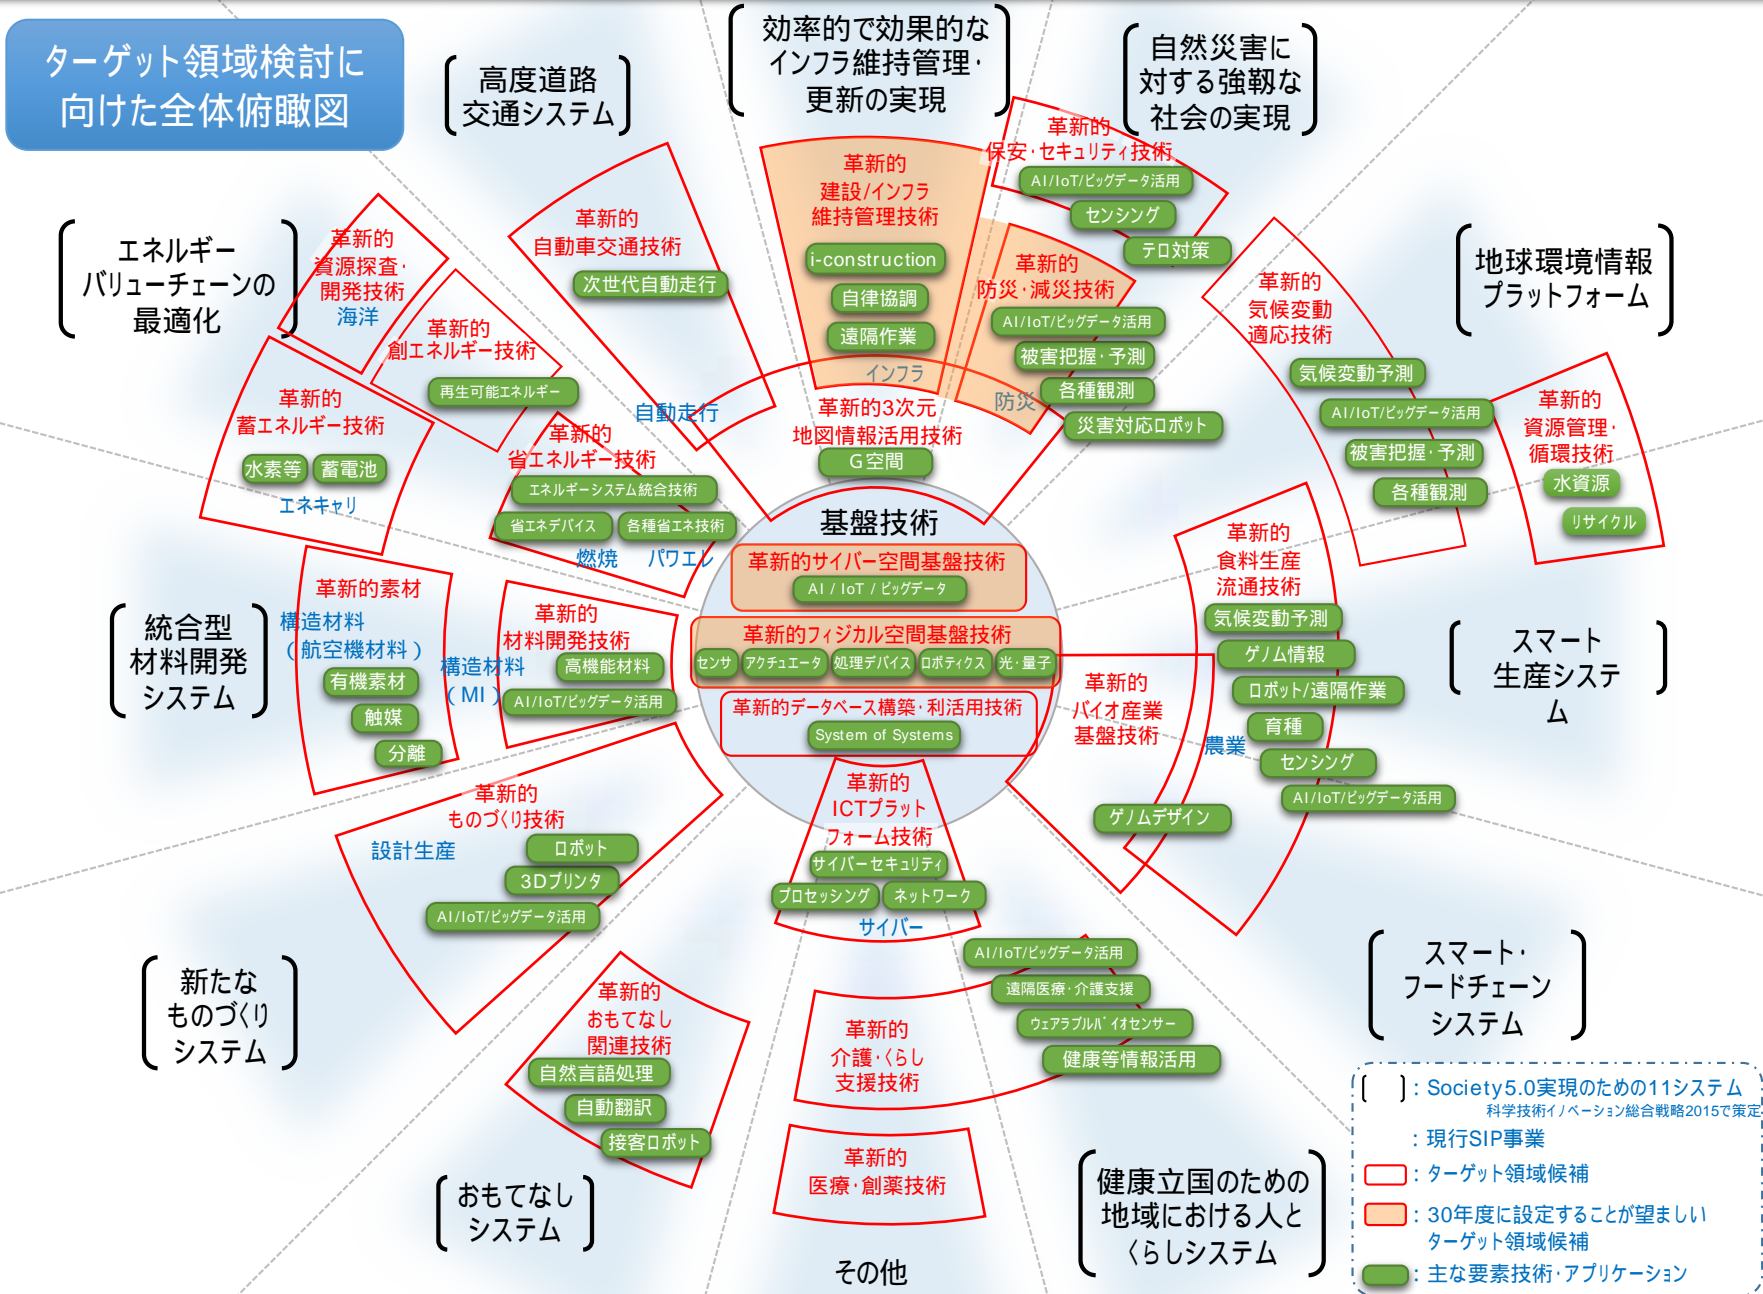 ターゲット領域検討に
向けた全体俯瞰図
高度道路
交通システム
効率的で効果的な
インフラ維持管理・
更新の実現
自然災害に
対する強靱な
社会の実現
エネルギー
バリューチェーンの
最適化
地球環境情報
プラットフォーム
統合型
材料開発
システム
スマート
生産システ
ム
新たな
ものづくり
システム
スマート・
フードチェーン
システム
おもてなし
システム
その他
健康立国のための
地域における人と
くらしシステム
革新的
資源探査・
開発技術
海洋
革新的
創エネルギー技術
再生可能エネルギー
革新的
蓄エネルギー技術
水素等
蓄電池
エネキャリ
革新的
省エネルギー技術
エネルギーシステム統合技術
省エネデバイス
各種省エネ技術
燃焼
パワエレ
革新的
自動車交通技術
次世代自動走行
自動走行
革新的
建設/インフラ
維持管理技術
i-construction
自律協調
遠隔作業
インフラ
革新的
保安・セキュリティ技術
AI/IoT/ビッグデータ活用
センシング
テロ対策
革新的
防災・減災技術
AI/IoT/ビッグデータ活用
被害把握・予測
各種観測
防災
災害対応ロボット
革新的3次元
地図情報活用技術
G空間
革新的
気候変動
適応技術
気候変動予測
AI/IoT/ビッグデータ活用
被害把握・予測
各種観測
革新的
資源管理・
循環技術
水資源
リサイクル
基盤技術
革新的サイバー空間基盤技術
AI / IoT / ビッグデータ
革新的フィジカル空間基盤技術
センサ
アクチュエータ
処理デバイス
ロボティクス
光・量子
革新的データベース構築・利活用技術
System of Systems
革新的
ICTプラット
フォーム技術
サイバーセキュリティ
プロセッシング
ネットワーク
サイバー
革新的素材
構造材料
(航空機材料)
有機素材
触媒
分離
革新的
材料開発技術
構造材料
(MI)
高機能材料
AI/IoT/ビッグデータ活用
革新的
食料生産
流通技術
気候変動予測
ゲノム情報
ロボット/遠隔作業
育種
農業
センシング
AI/IoT/ビッグデータ活用
革新的
バイオ産業
基盤技術
ゲノムデザイン
革新的
ものづくり技術
設計生産
ロボット
3Dプリンタ
AI/IoT/ビッグデータ活用
革新的
おもてなし
関連技術
自然言語処理
自動翻訳
接客ロボット
AI/IoT/ビッグデータ活用
遠隔医療・介護支援
ウェアラブルバイオセンサー
健康等情報活用
革新的
介護・くらし
支援技術
革新的
医療・創薬技術
: Society5.0実現のための11システム
科学技術イノベーション総合戦略2015で策定
: 現行SIP事業
: ターゲット領域候補
: 30年度に設定することが望ましい
ターゲット領域候補
: 主な要素技術・アプリケーション